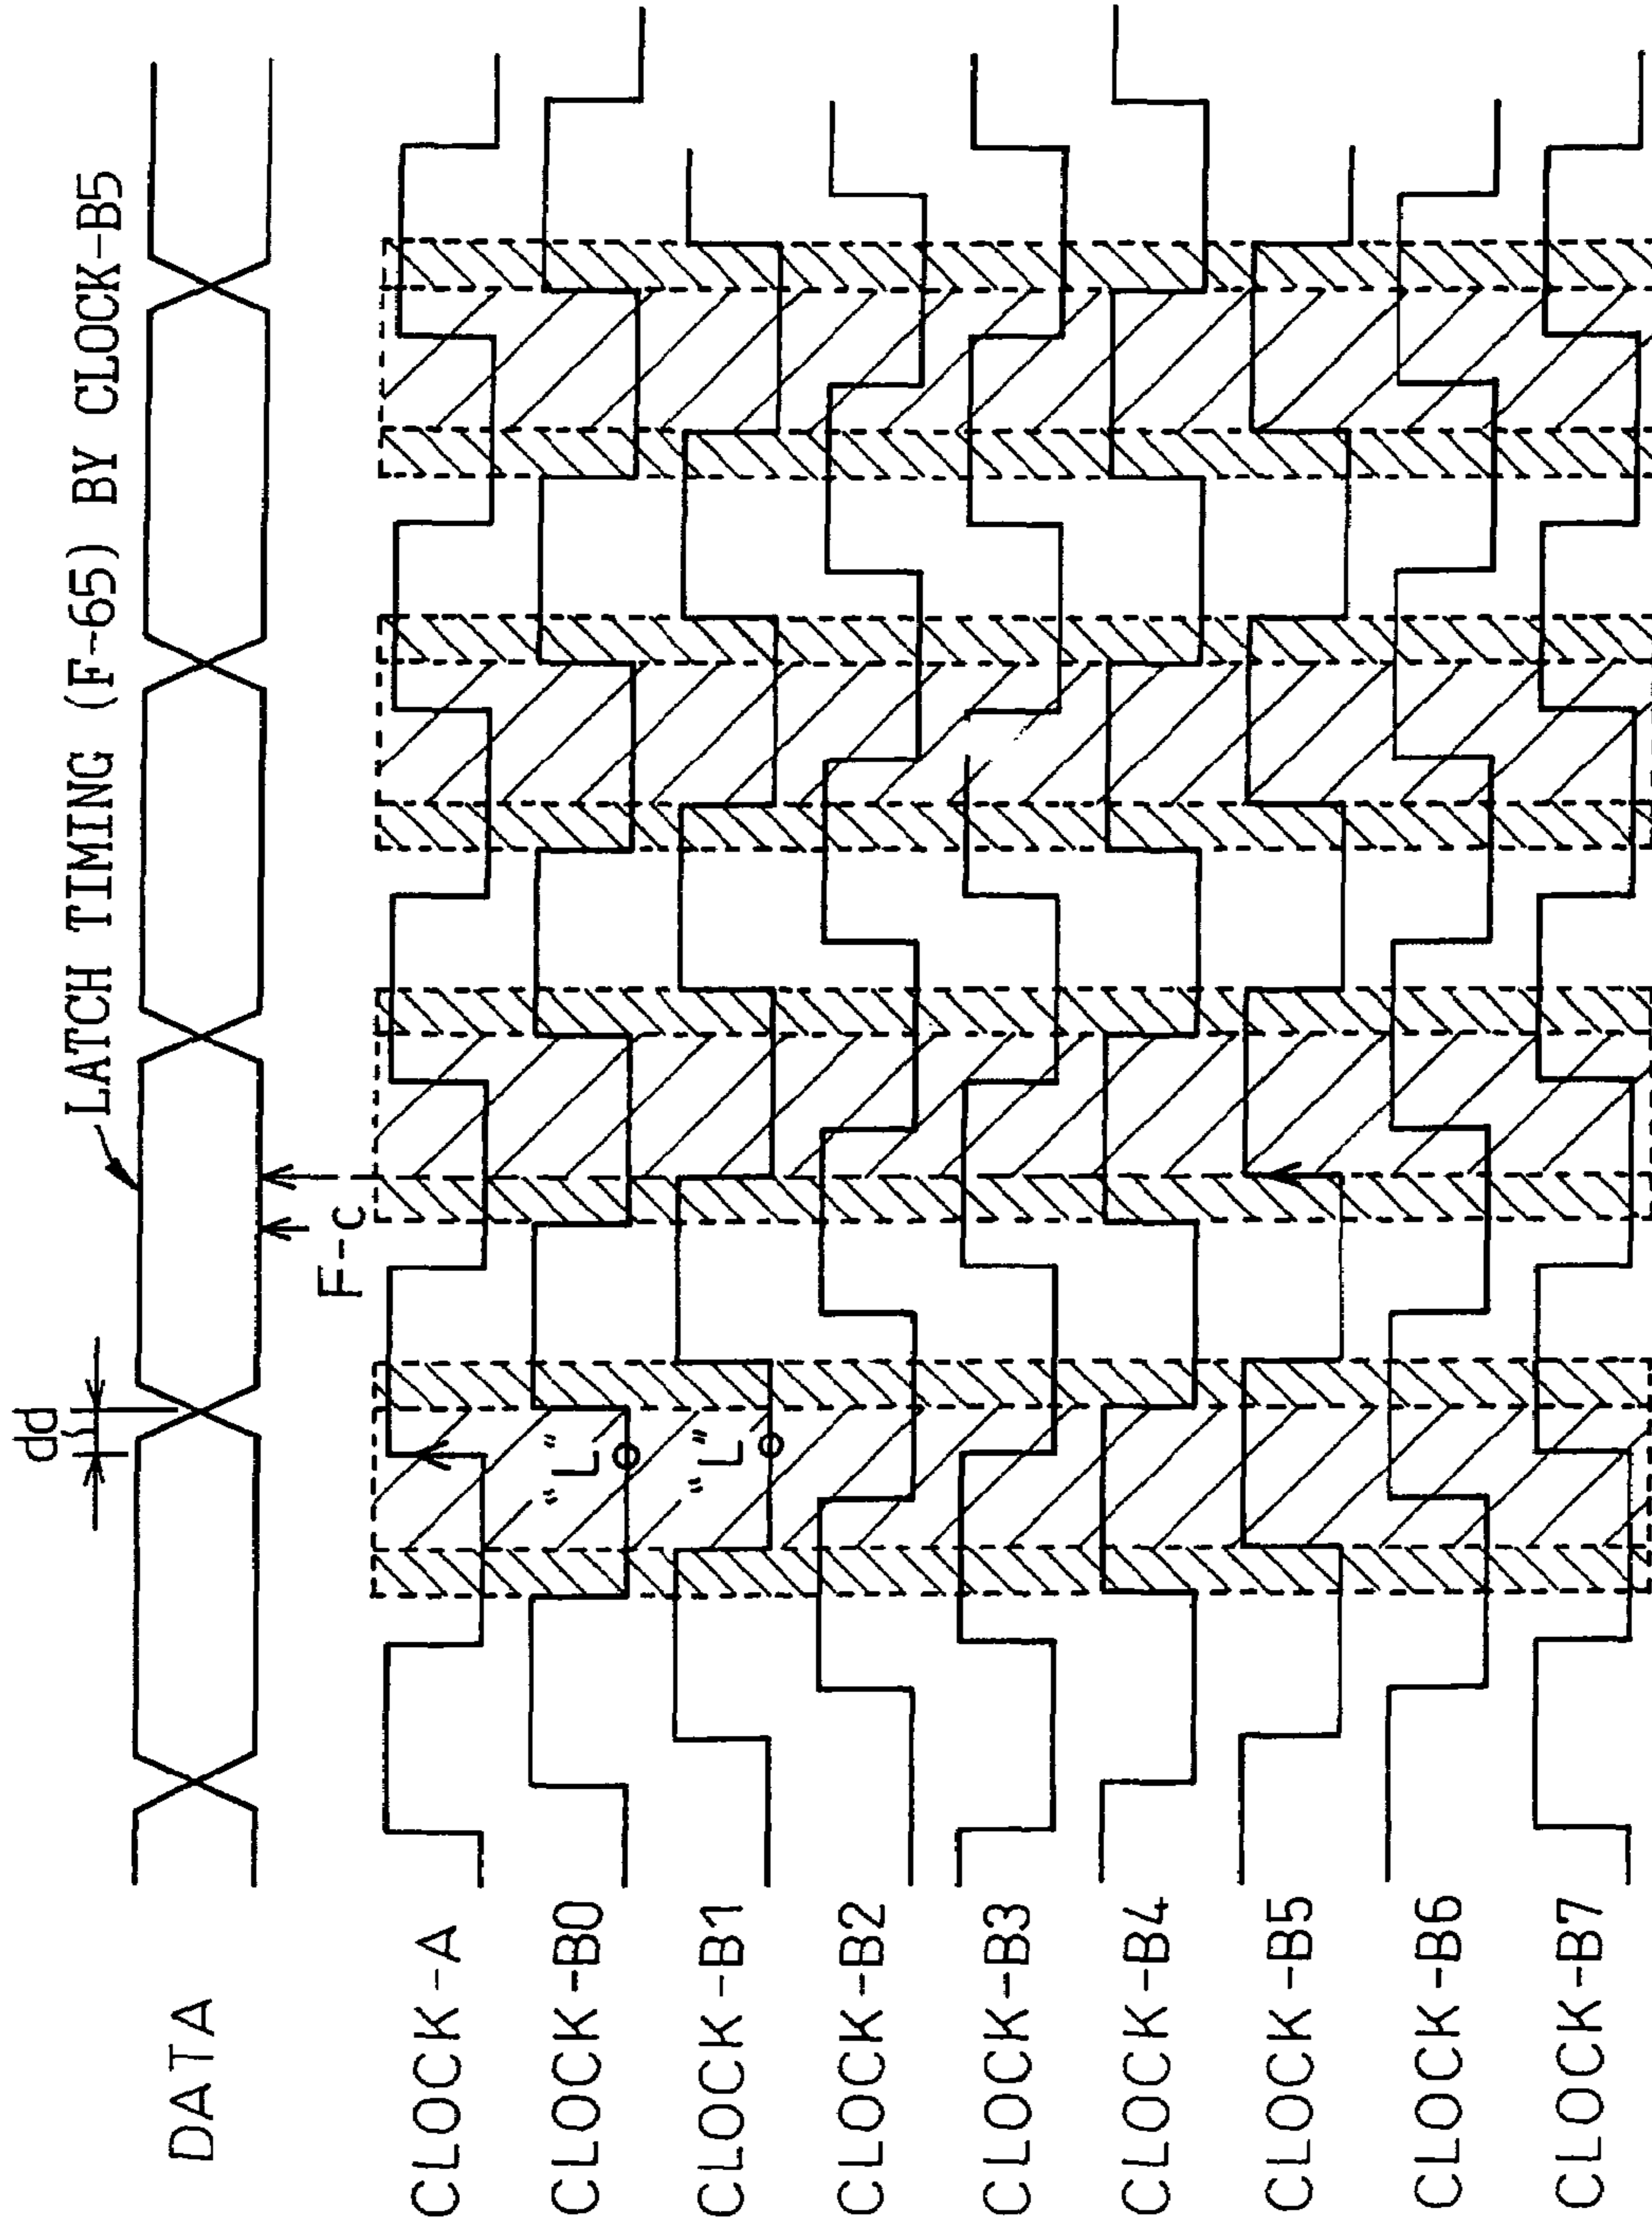 LATCH TIMING (F-65) BY CLOCK-B5
dd
F-C
DATA
CLOCK-A
CLOCK-B0
"L"
CLOCK-B1
"L"
CLOCK-B2
CLOCK-B3
CLOCK-B4
CLOCK-B5
CLOCK-B6
CLOCK-B7